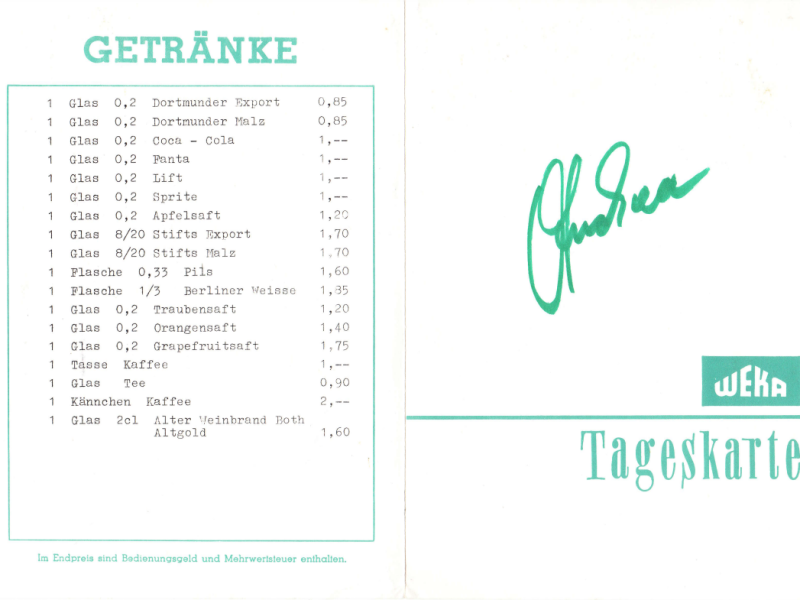 GETRÄNKE
1 Glas 0,2 Dortmunder Export 0,85
1 Glas 0,2 Dortmunder Malz 0,85
1 Glas 0,2 Coca - Cola 1,--
1 Glas 0,2 Fanta 1,--
1 Glas 0,2 Lift 1,--
1 Glas 0,2 Sprite 1,--
1 Glas 0,2 Apfelsaft 1,20
1 Glas 8/20 Stifts Export 1,70
1 Glas 8/20 Stifts Malz 1,70
1 Flasche 0,33 Pils 1,60
1 Flasche 1/3 Berliner Weisse 1,85
1 Glas 0,2 Traubensaft 1,20
1 Glas 0,2 Orangensaft 1,40
1 Glas 0,2 Grapefruitsaft 1,75
1 Tasse Kaffee 1,--
1 Glas Tee 0,90
1 Kännchen Kaffee 2,--
1 Glas 2cl Alter Weinbrand Both
Altgold 1,60
Im Endpreis sind Bedienungsgeld und Mehrwertsteuer enthalten.
WEKA
Tageskarte